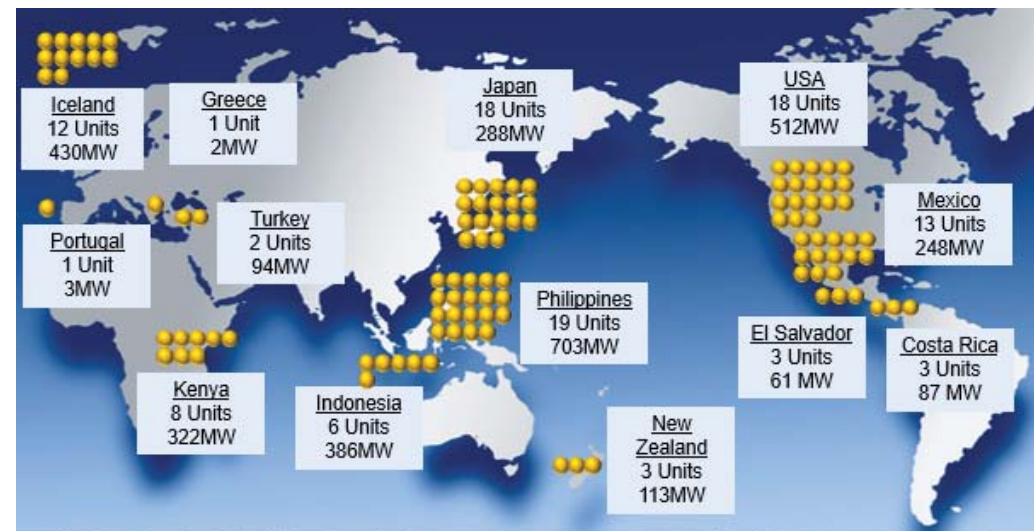 Iceland
12 Units
430MW
Greece
1 Unit
2MW
Japan
18 Units
288MW
USA
18 Units
512MW
Portugal
1 Unit
3MW
Turkey
2 Units
94MW
Mexico
13 Units
248MW
Philippines
19 Units
703MW
El Salvador
3 Units
61 MW
Costa Rica
3 Units
87 MW
Kenya
8 Units
322MW
Indonesia
6 Units
386MW
New
Zealand
3 Units
113MW